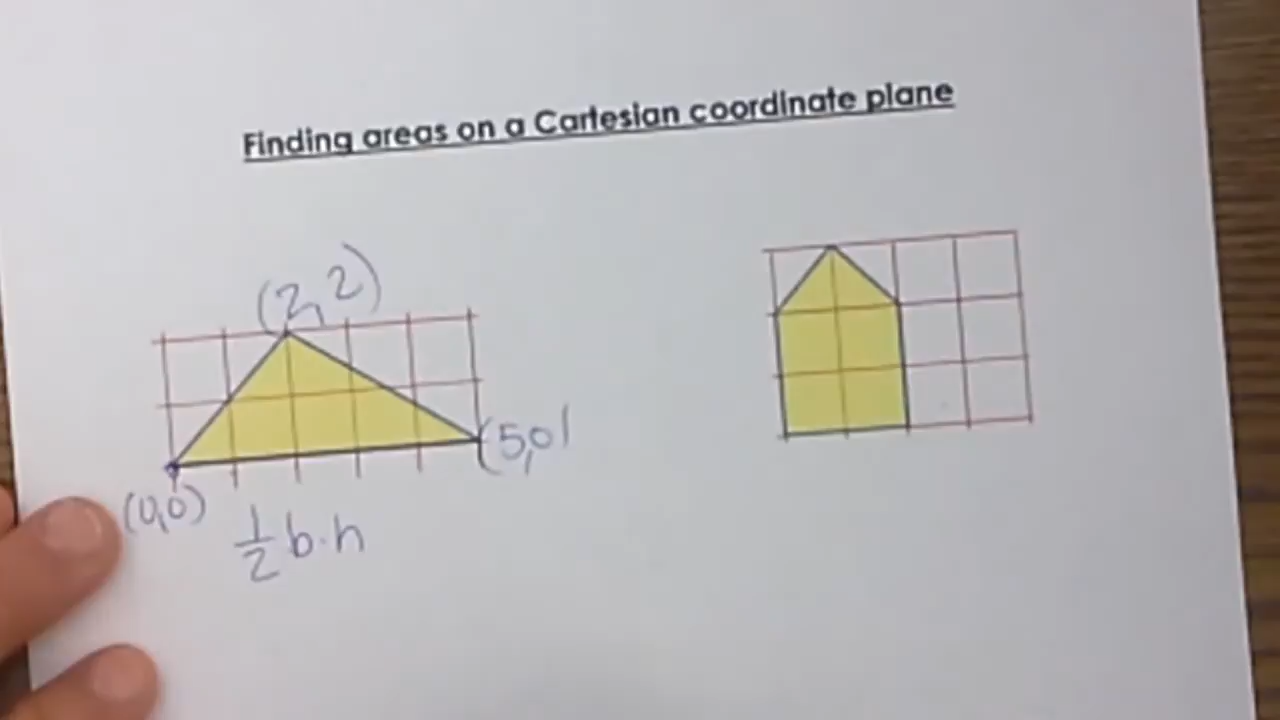 Finding areas on a Cartesian coordinate plane
(2,2)
(5,0)
(0,0)
1/2 b·h